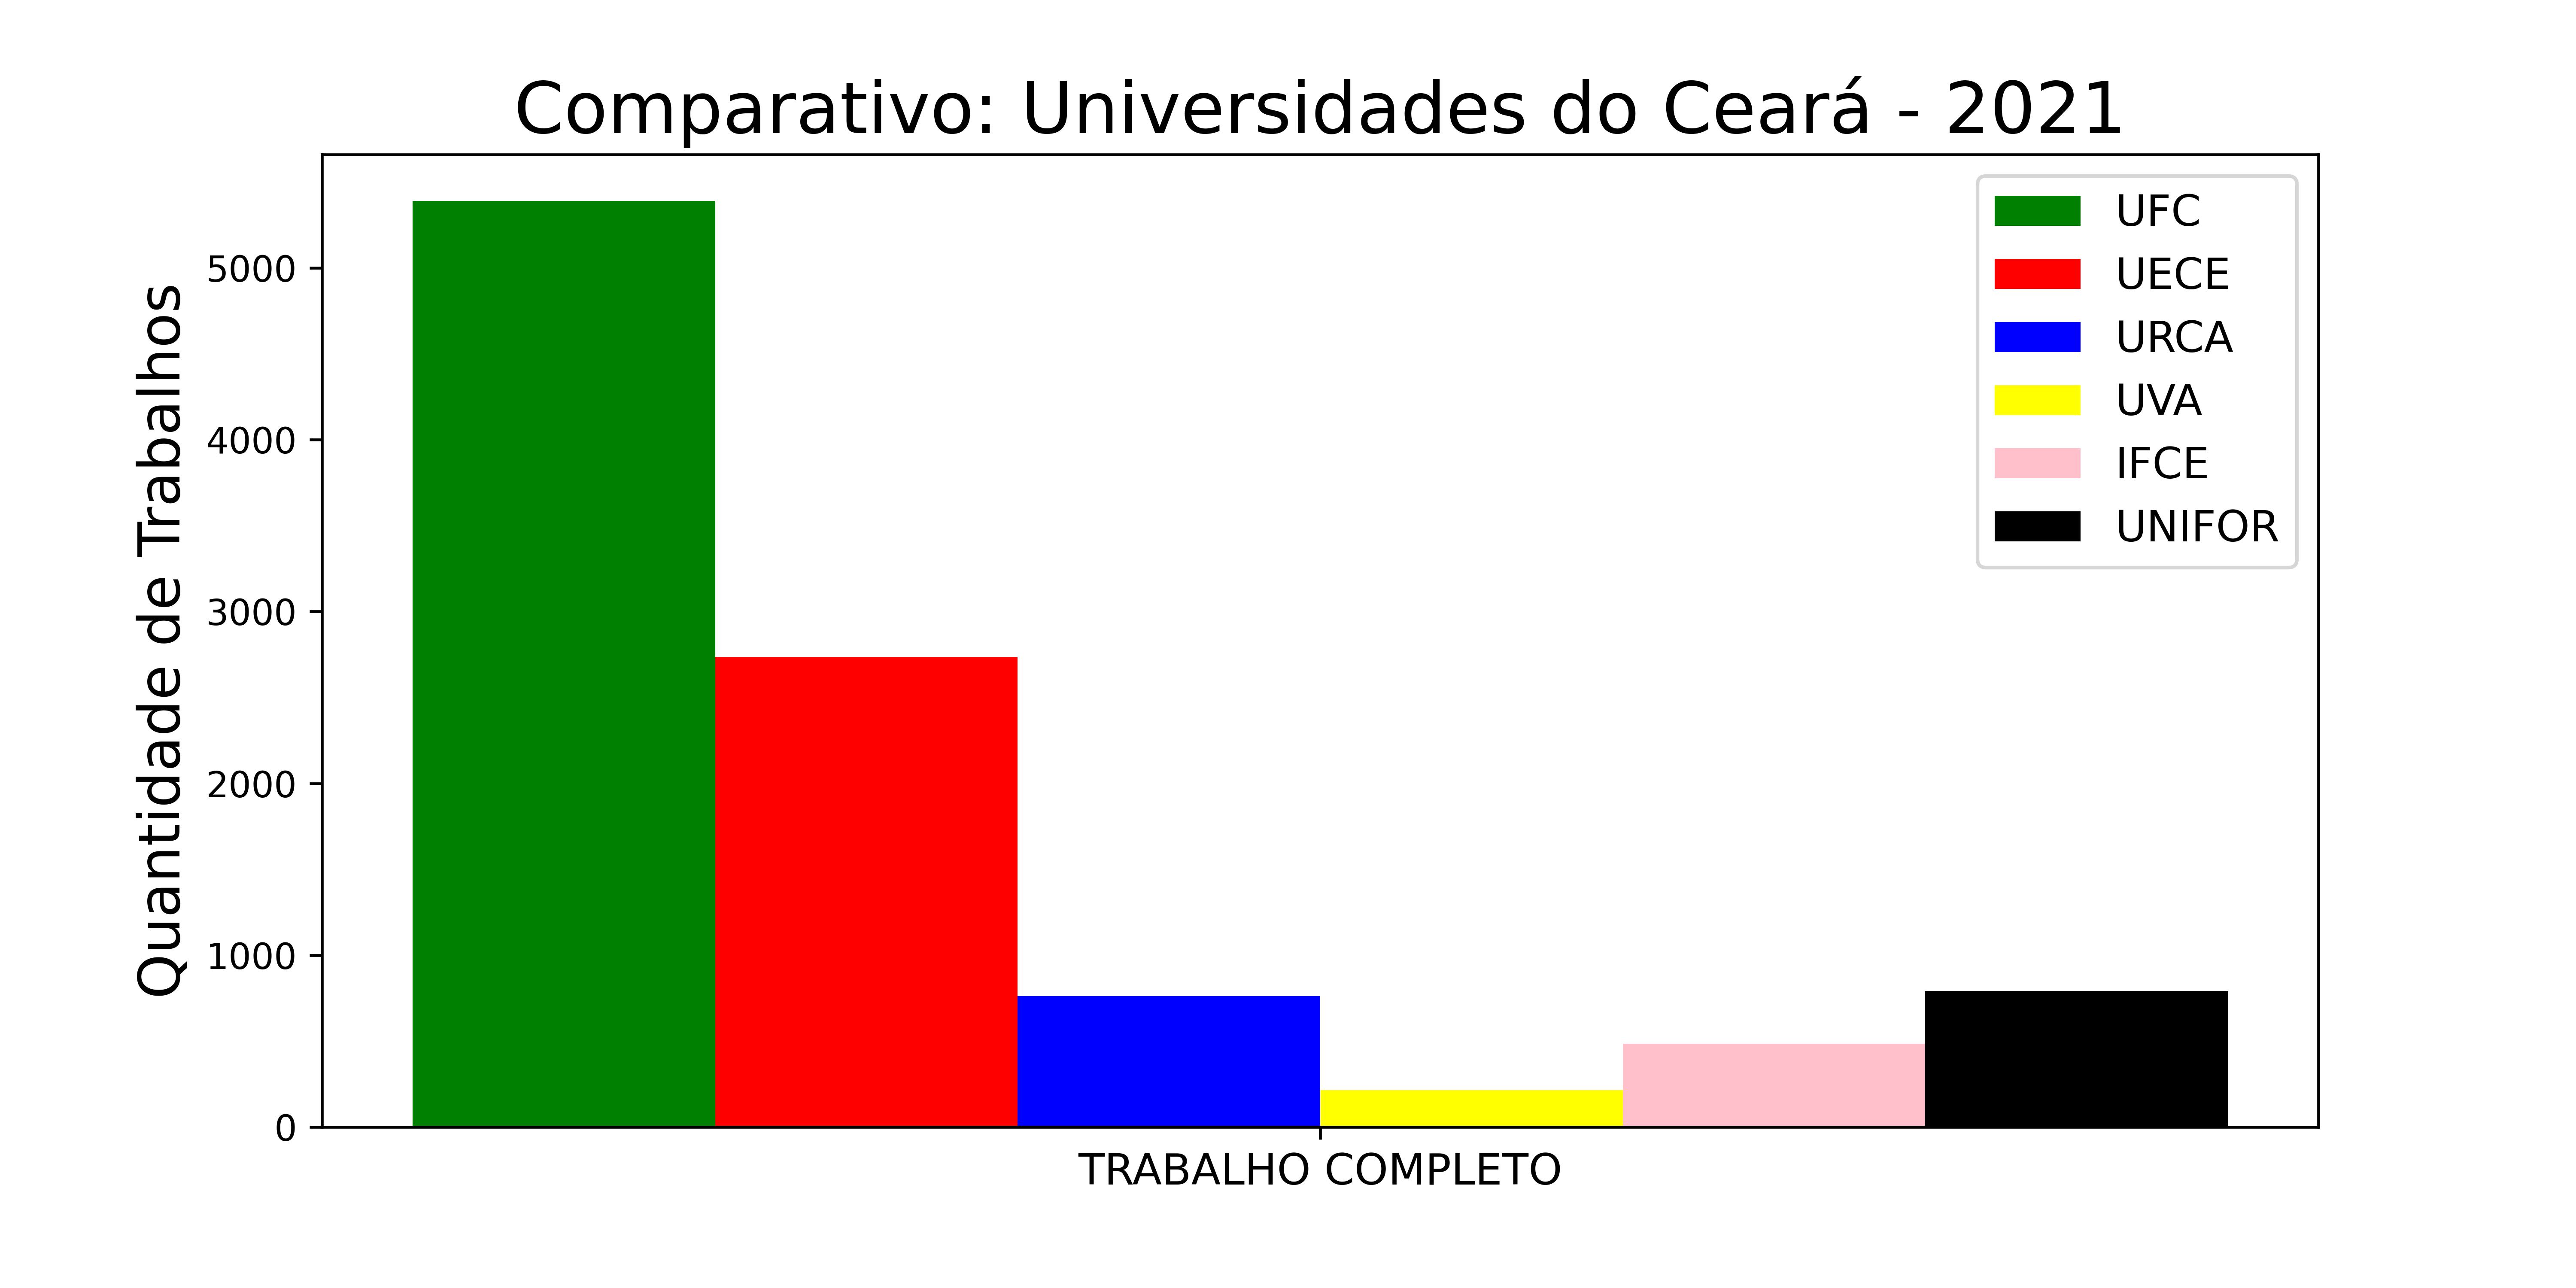 Comparativo: Universidades do Ceará - 2021
Quantidade de Trabalhos
5000
4000
3000
2000
1000
0
UFC
UECE
URCA
UVA
IFCE
UNIFOR
TRABALHO COMPLETO